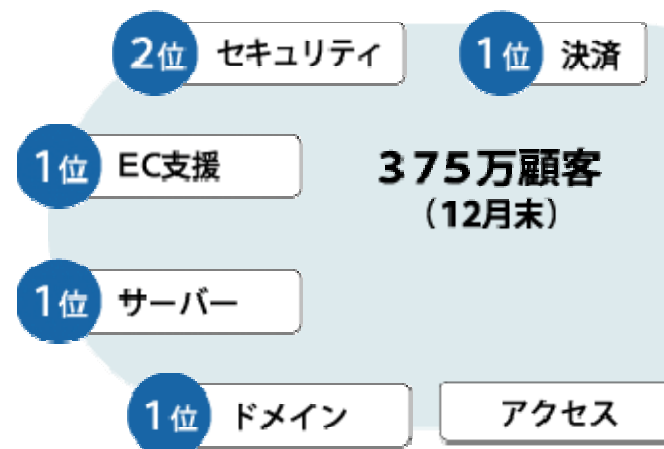 2位 セキュリティ
1位 決済
1位 EC支援
375万顧客
（12月末）
1位 サーバー
1位 ドメイン
アクセス